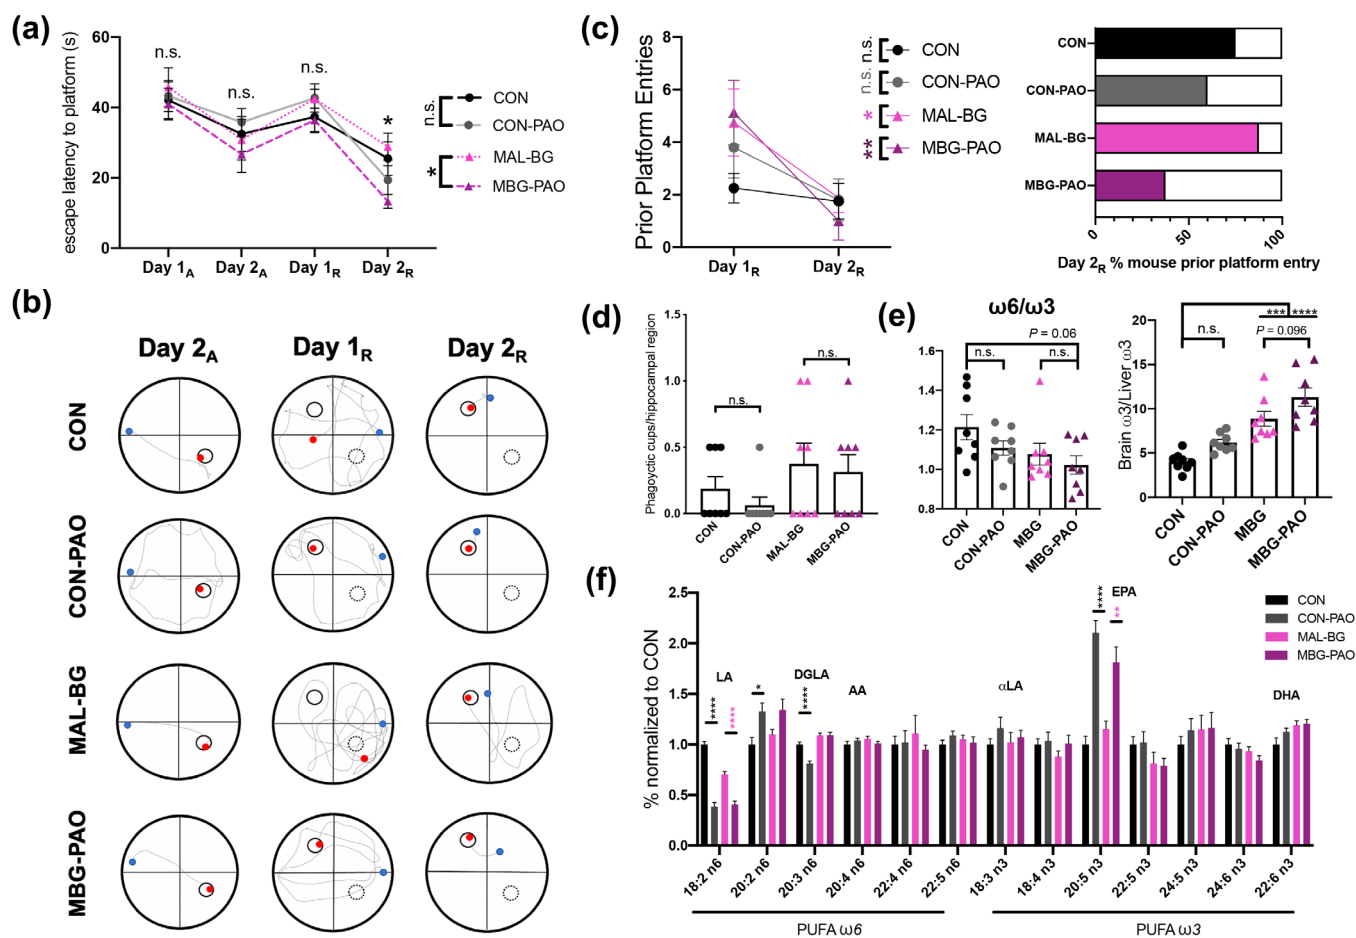 (a)
escape latency to platform (s)
60
40
20
0
n.s.
n.s.
n.s.
*
Day 1A
Day 2A
Day 1R
Day 2R
n.s.
CON
CON-PAO
*
MAL-BG
MBG-PAO
(b)
Day 2A
Day 1R
Day 2R
CON
CON-PAO
MAL-BG
MBG-PAO
(c)
Prior Platform Entries
8
6
4
2
0
Day 1R
Day 2R
n.s.
CON
n.s.
CON-PAO
*
MAL-BG
**
MBG-PAO
CON
CON-PAO
MAL-BG
MBG-PAO
0
50
100
Day 2R % mouse prior platform entry
(d)
Phagoyctic cups/hippocampal region
1.5
1.0
0.5
0.0
n.s.
n.s.
CON
CON-PAO
MAL-BG
MBG-PAO
(e)
ω6/ω3
P = 0.06
n.s.
n.s.
1.6
1.4
1.2
1.0
0.8
CON
CON-PAO
MBG
MBG-PAO
Brain ω3/Liver ω3
20
15
10
5
0
n.s.
*** ****
P = 0.096
CON
CON-PAO
MBG
MBG-PAO
(f)
% normalized to CON
2.5
2.0
1.5
1.0
0.5
0.0
LA
****
****
*
DGLA
****
AA
αLA
****
EPA
**
DHA
CON
CON-PAO
MAL-BG
MBG-PAO
18:2 n6
20:2 n6
20:3 n6
20:4 n6
22:4 n6
22:5 n6
18:3 n3
18:4 n3
20:5 n3
22:5 n3
24:5 n3
24:6 n3
22:6 n3
PUFA ω6
PUFA ω3